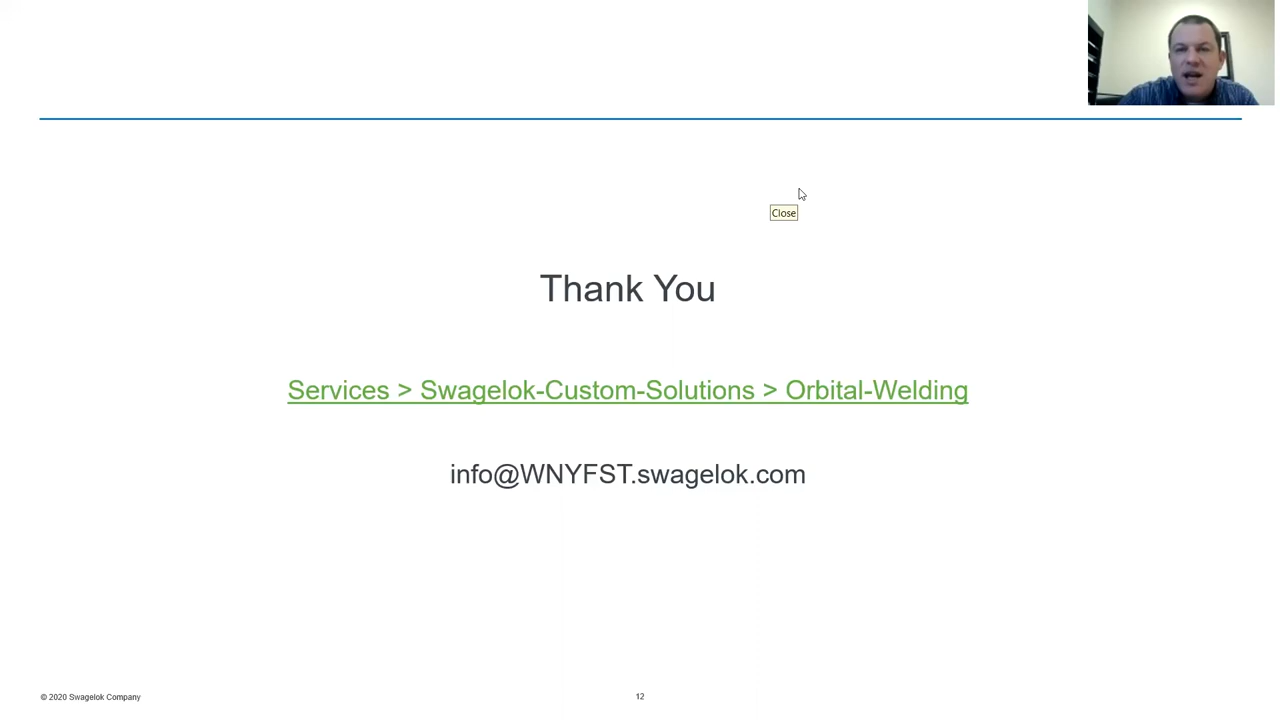 Close
Thank You
Services > Swagelok-Custom-Solutions > Orbital-Welding
info@WNYFST.swagelok.com
© 2020 Swagelok Company
12